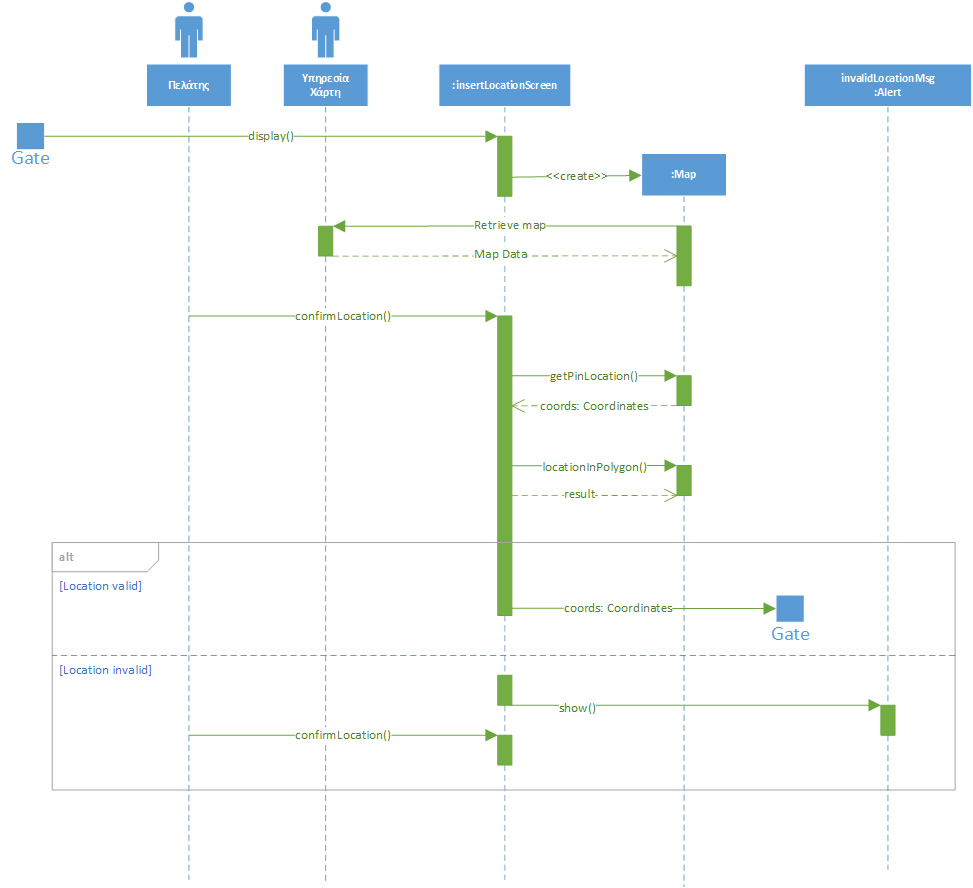 Πελάτης
Υπηρεσία
Χάρτη
:insertLocationScreen
invalidLocationMsg
:Alert
Gate
display()
<<create>>
:Map
Retrieve map
Map Data
confirmLocation()
getPinLocation()
coords: Coordinates
locationInPolygon()
result
alt
[Location valid]
coords: Coordinates
Gate
[Location invalid]
show()
confirmLocation()